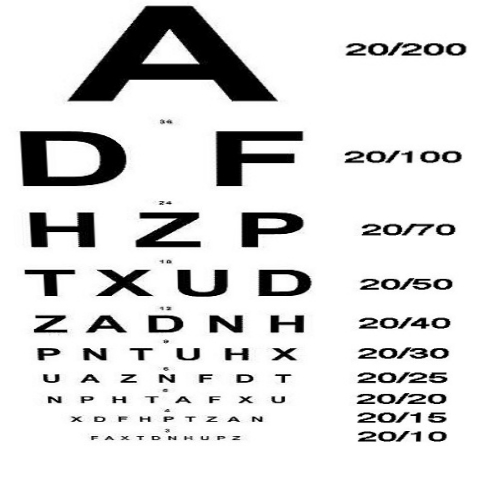 A 20/200
36
D F 20/100
24
H Z P 20/70
18
T X U D 20/50
12
Z A D N H 20/40
9
P N T U H X 20/30
6
U A Z N F D T 20/25
5
N P H T A F X U 20/20
4
X D F H P T Z A N 20/15
3
F A X T D N H U P Z 20/10